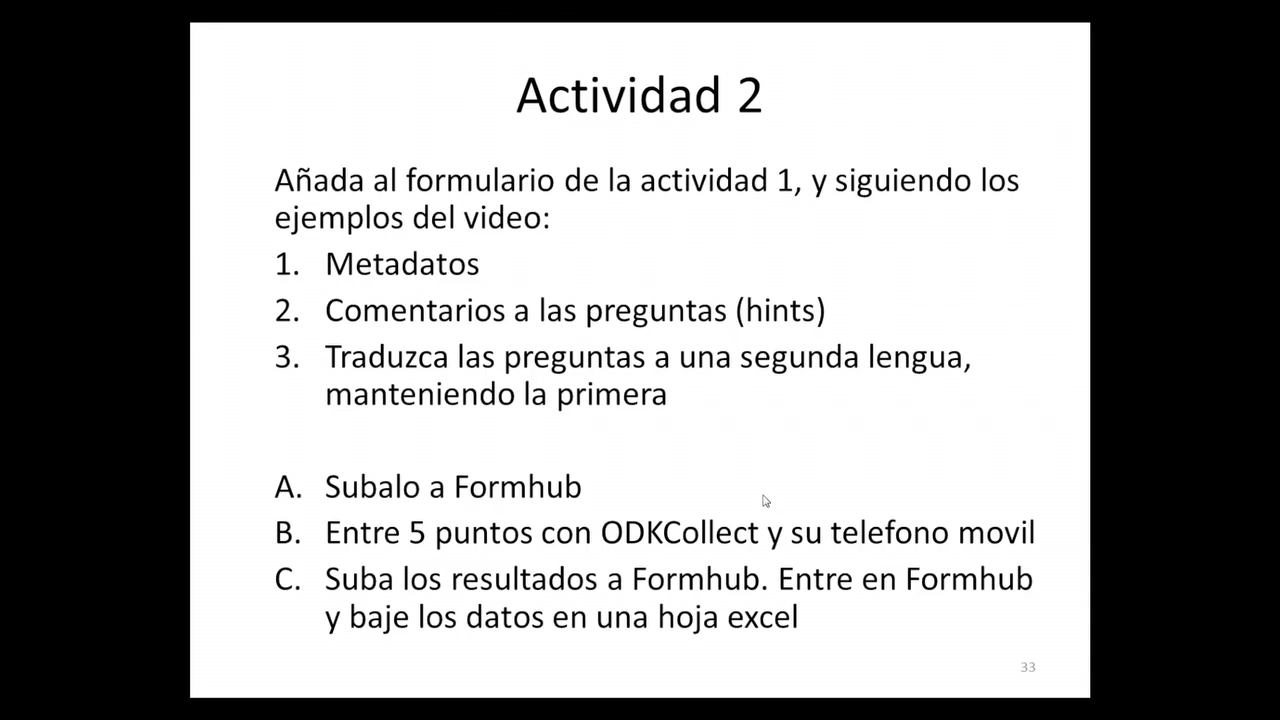 Actividad 2
Añada al formulario de la actividad 1, y siguiendo los
ejemplos del video:
1. Metadatos
2. Comentarios a las preguntas (hints)
3. Traduzca las preguntas a una segunda lengua,
manteniendo la primera
A. Subalo a Formhub
B. Entre 5 puntos con ODKCollect y su telefono movil
C. Suba los resultados a Formhub. Entre en Formhub
y baje los datos en una hoja excel
33